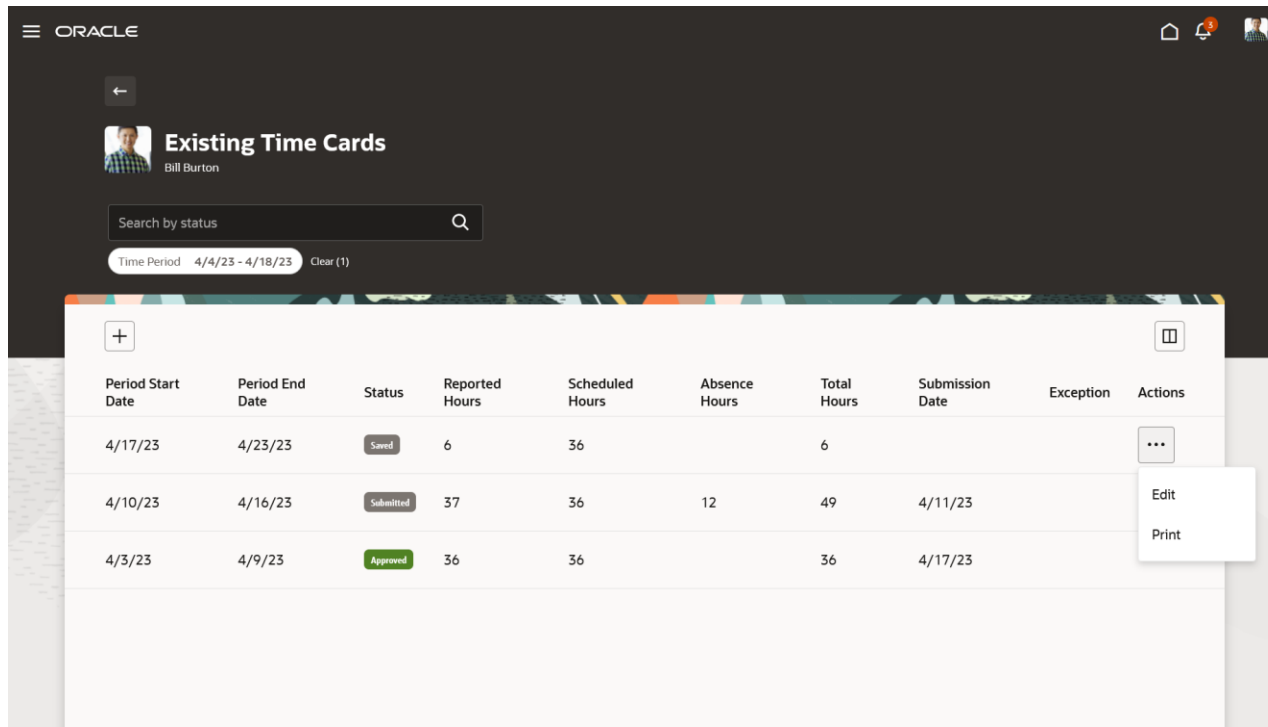 ORACLE
3
Existing Time Cards
Bill Burton
Search by status
Time Period 4/4/23 - 4/18/23 Clear (1)
Period Start Date Period End Date Status Reported Hours Scheduled Hours Absence Hours Total Hours Submission Date Exception Actions
4/17/23 4/23/23 Saved 6 36 6
4/10/23 4/16/23 Submitted 37 36 12 49 4/11/23
4/3/23 4/9/23 Approved 36 36 36 4/17/23
Edit
Print